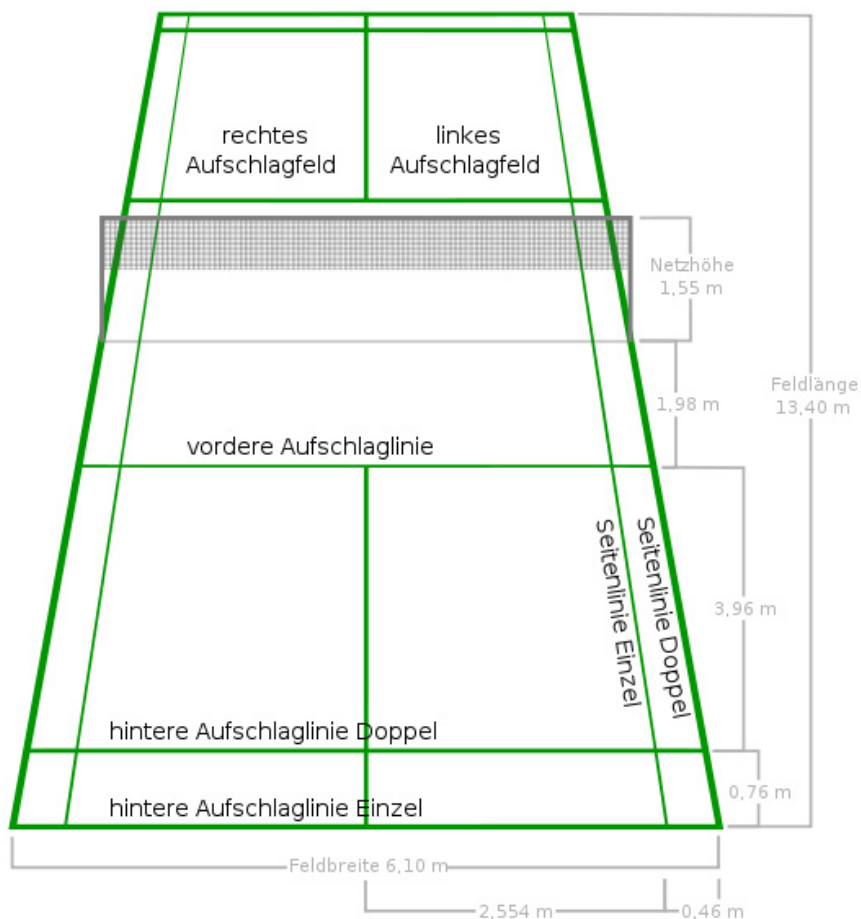 rechtes
Aufschlagfeld
linkes
Aufschlagfeld
Netzhöhe
1,55 m
Feldlänge
13,40 m
1,98 m
vordere Aufschlaglinie
Seitenlinie Einzel
Seitenlinie Doppel
3,96 m
hintere Aufschlaglinie Doppel
0,76 m
hintere Aufschlaglinie Einzel
Feldbreite 6,10 m
2,554 m
0,46 m